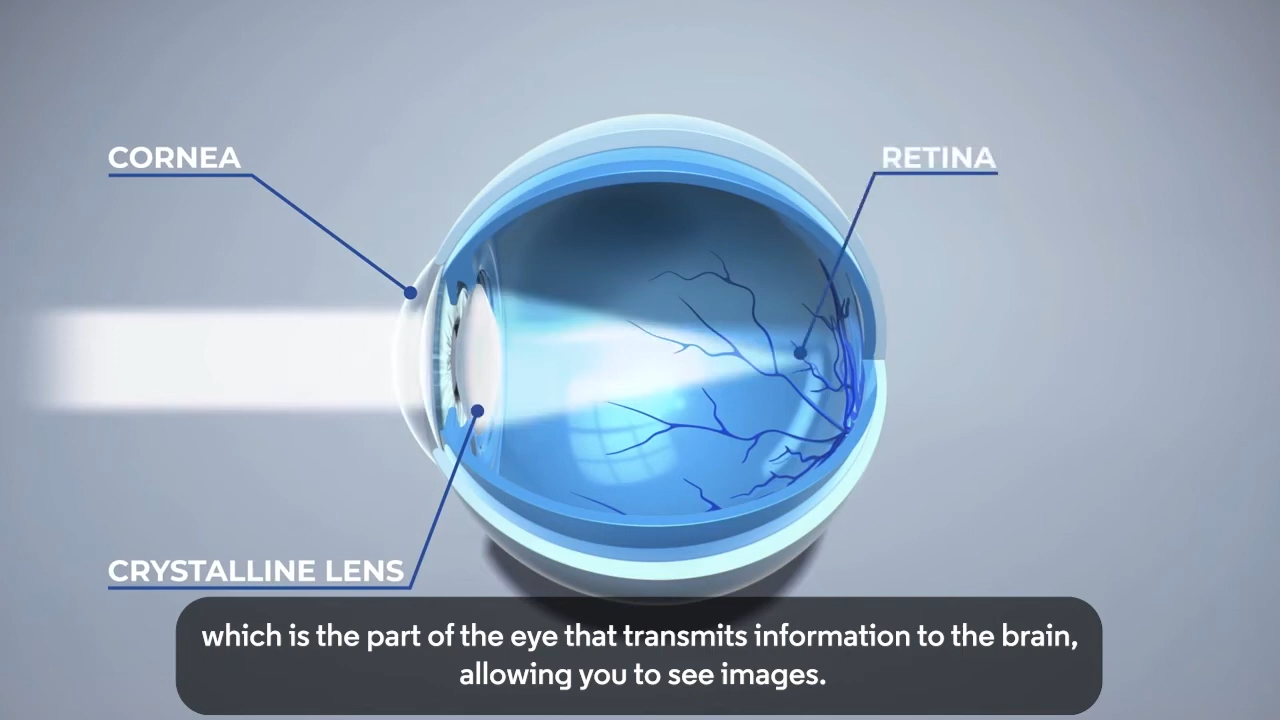 CORNEA
RETINA
CRYSTALLINE LENS
which is the part of the eye that transmits information to the brain,
allowing you to see images.